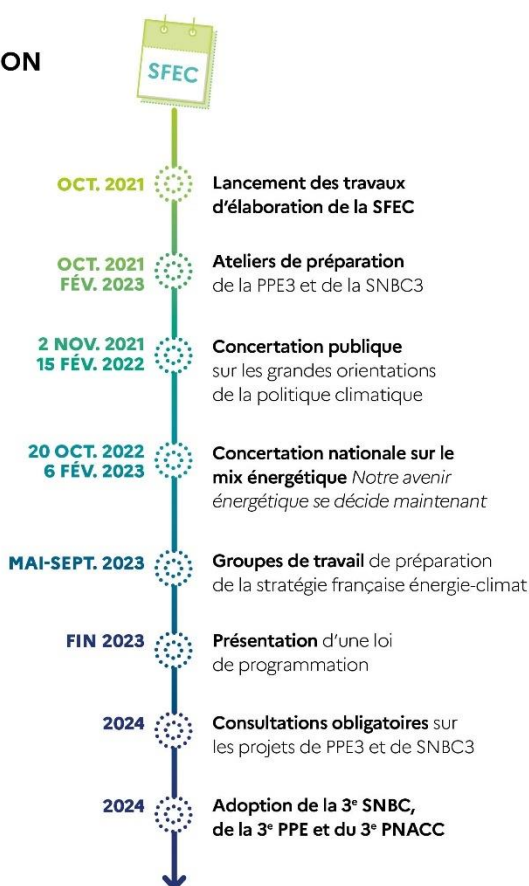 ON
SFEC
OCT. 2021
Lancement des travaux
d'élaboration de la SFEC
OCT. 2021
FÉV. 2023
Ateliers de préparation
de la PPE3 et de la SNBC3
2 NOV. 2021
15 FÉV. 2022
Concertation publique
sur les grandes orientations
de la politique climatique
20 OCT. 2022
6 FÉV. 2023
Concertation nationale sur le
mix énergétique Notre avenir
énergétique se décide maintenant
MAI-SEPT. 2023
Groupes de travail de préparation
de la stratégie française énergie-climat
FIN 2023
Présentation d'une loi
de programmation
2024
Consultations obligatoires sur
les projets de PPE3 et de SNBC3
2024
Adoption de la 3e SNBC,
de la 3e PPE et du 3e PNACC